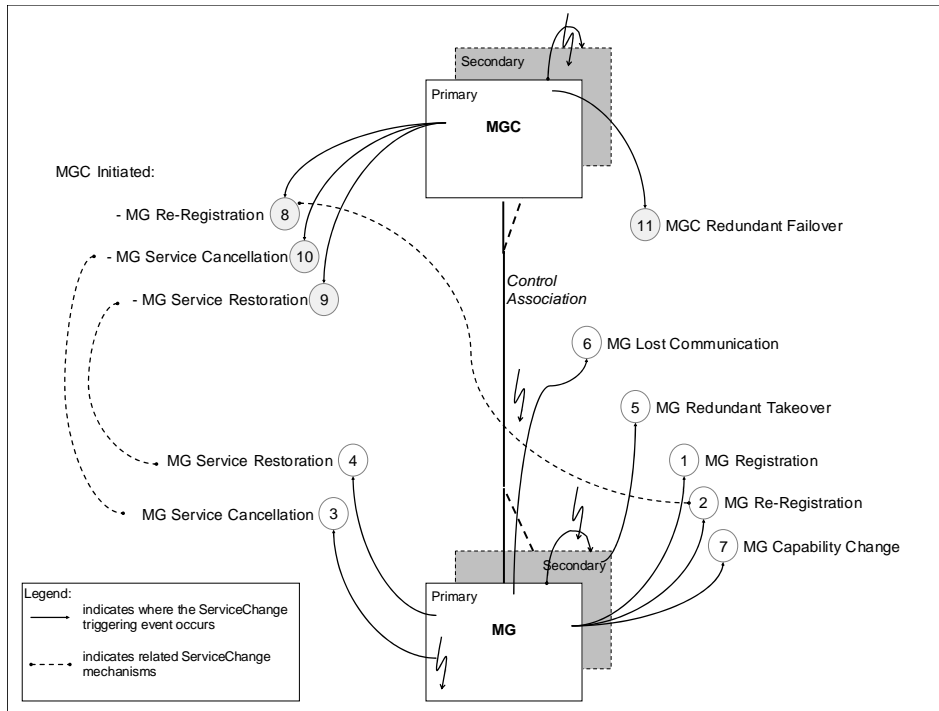 Secondary
Primary
MGC
MGC Initiated:
- MG Re-Registration 8
11 MGC Redundant Failover
- MG Service Cancellation 10
- MG Service Restoration 9
Control
Association
6 MG Lost Communication
5 MG Redundant Takeover
MG Service Restoration 4
1 MG Registration
MG Service Cancellation 3
2 MG Re-Registration
7 MG Capability Change
Secondary
Primary
MG
Legend:
indicates where the ServiceChange
triggering event occurs
indicates related ServiceChange
mechanisms